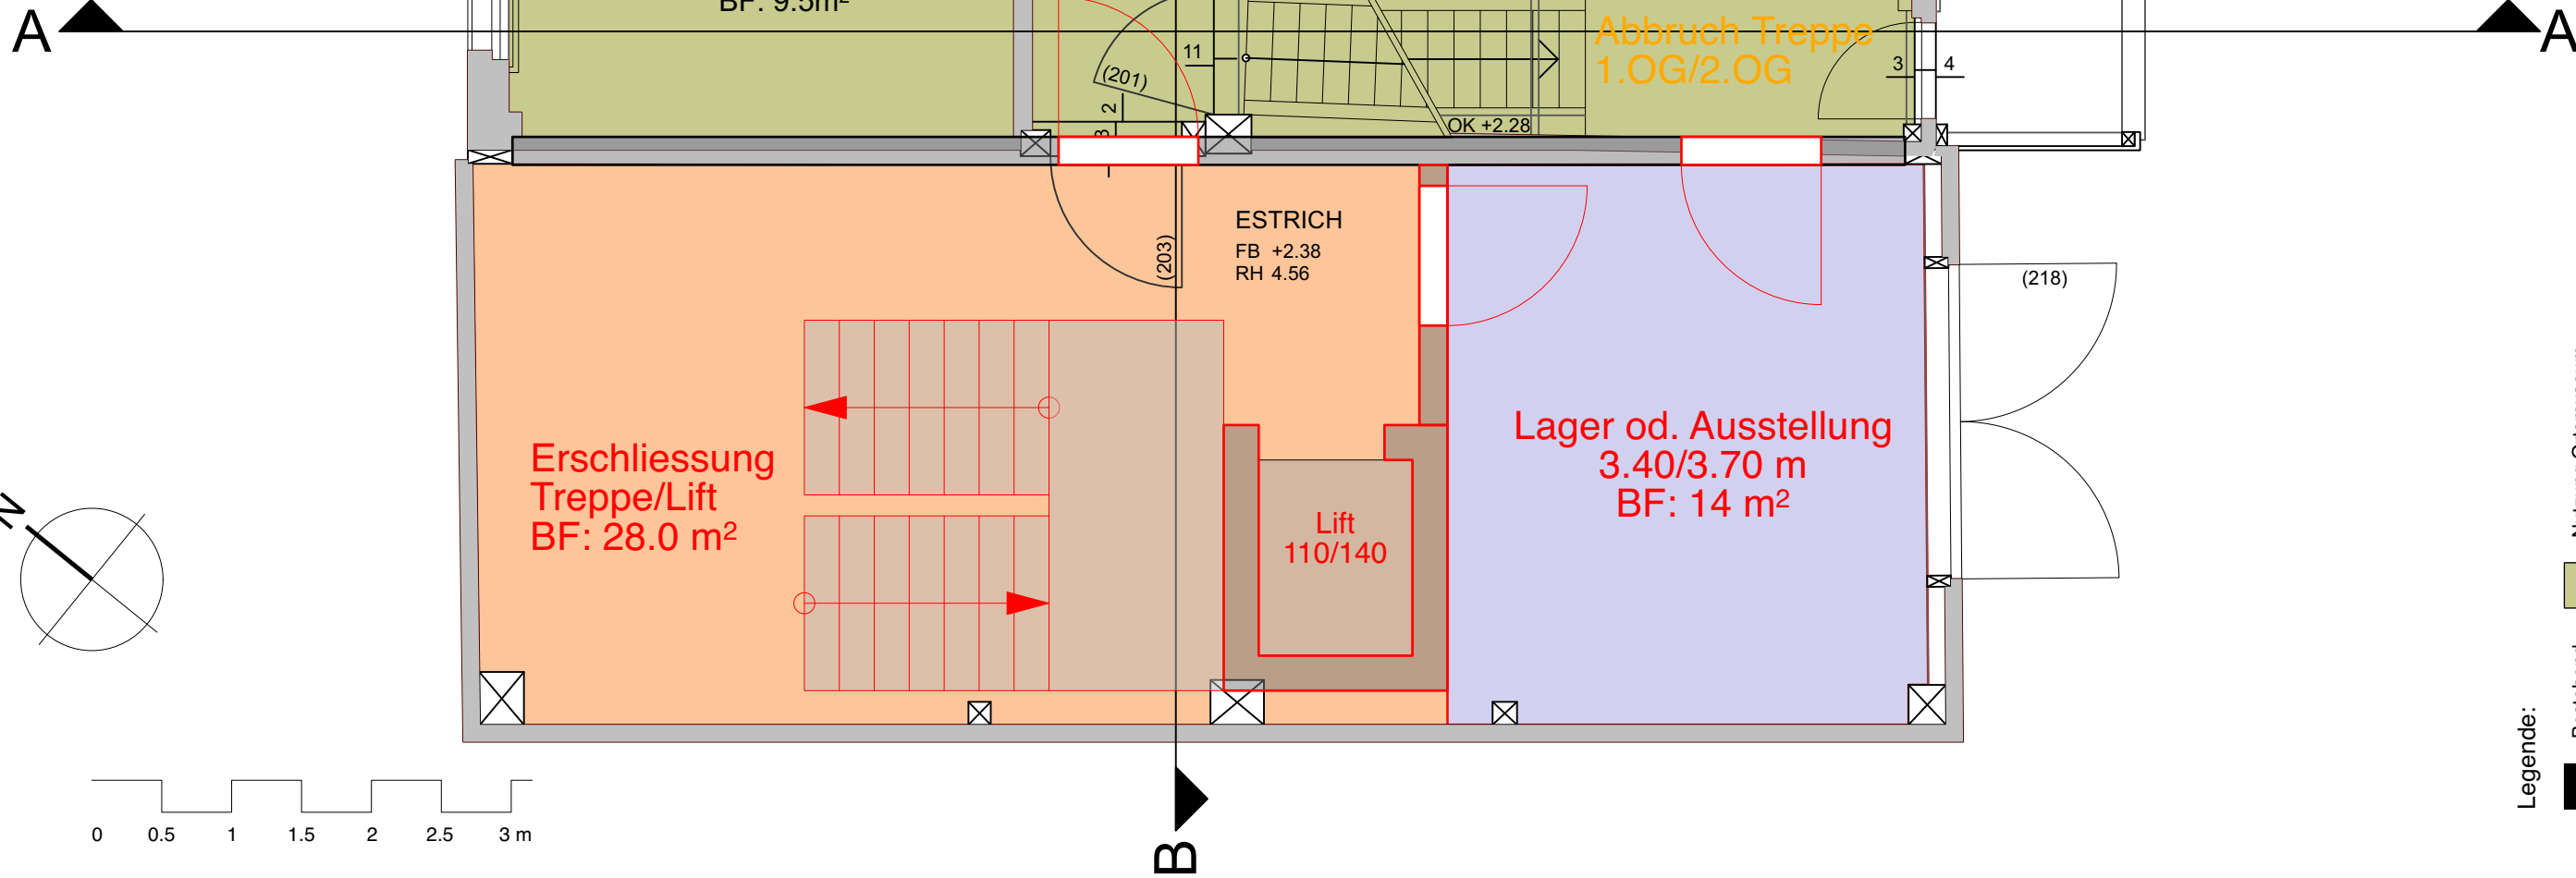 BF: 9.5m²
A
A
11
(201)
2
3
Abbruch Treppe
1.OG/2.OG
3
4
OK +2.28
ESTRICH
FB +2.38
RH 4.56
(203)
(218)
Erschliessung
Treppe/Lift
BF: 28.0 m²
Lift
110/140
Lager od. Ausstellung
3.40/3.70 m
BF: 14 m²
N
0 0.5 1 1.5 2 2.5 3 m
B
Legende: